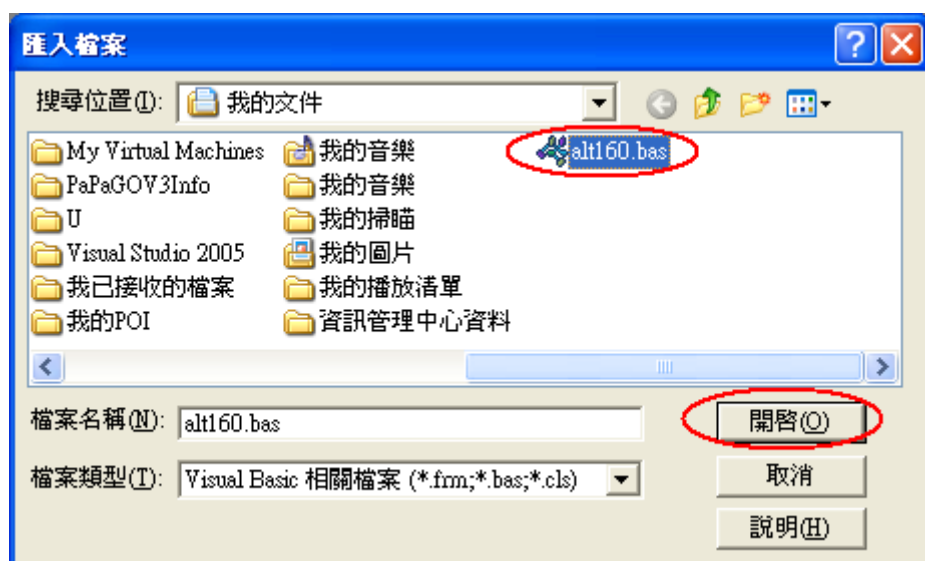 匯入檔案
搜尋位置(I): 我的文件
My Virtual Machines 我的音樂 alt160.bas
PaPaGOV3Info 我的音樂
U 我的掃瞄
Visual Studio 2005 我的圖片
我已接收的檔案 我的播放清單
我的POI 資訊管理中心資料
檔案名稱(N): alt160.bas 開啓(O)
檔案類型(T): Visual Basic 相關檔案 (*.frm;*.bas;*.cls) 取消
說明(H)